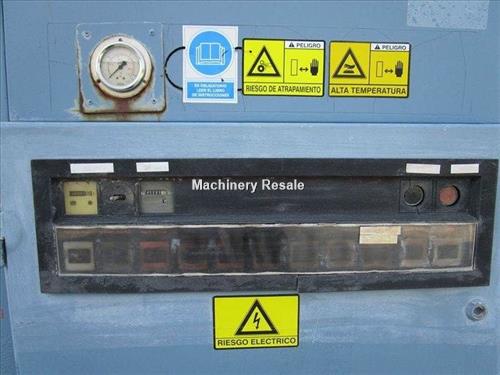 PELIGRO
RIESGO DE ATRAPAMIENTO
PELIGRO
ALTA TEMPERATURA
ES OBLIGATORIO
LEER EL LIBRO
DE INSTRUCCIONES
Machinery Resale
RIESGO ELECTRICO